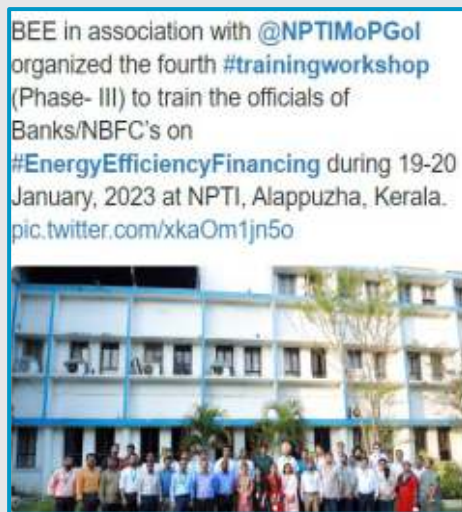 BEE in association with @NPTIMoPGoI
organized the fourth #trainingworkshop
(Phase- III) to train the officials of
Banks/NBFC's on
#EnergyEfficiencyFinancing during 19-20
January, 2023 at NPTI, Alappuzha, Kerala.
pic.twitter.com/xkaOm1jn5o